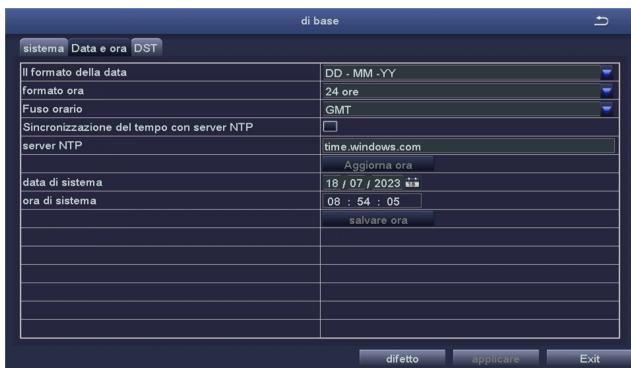 di base
sistema Data e ora DST
Il formato della data DD - MM -YY
formato ora 24 ore
Fuso orario GMT
Sincronizzazione del tempo con server NTP
server NTP time.windows.com
Aggiorna ora
data di sistema 18 / 07 / 2023
ora di sistema 08 : 54 : 05
salvare ora
difetto applicare Exit